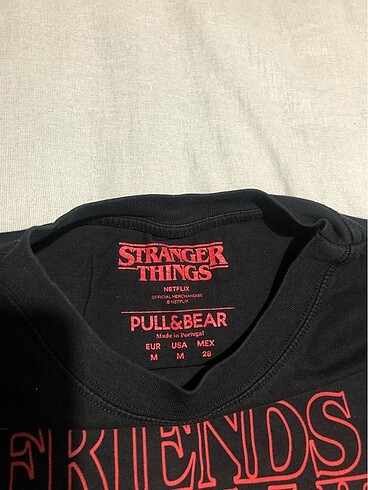 STRANGER
THINGS
NETFLIX
OFFICIAL MERCHANDISE
© NETFLIX
PULL&BEAR
Made in Portugal
EUR USA MEX
M M 28
FRIENDS